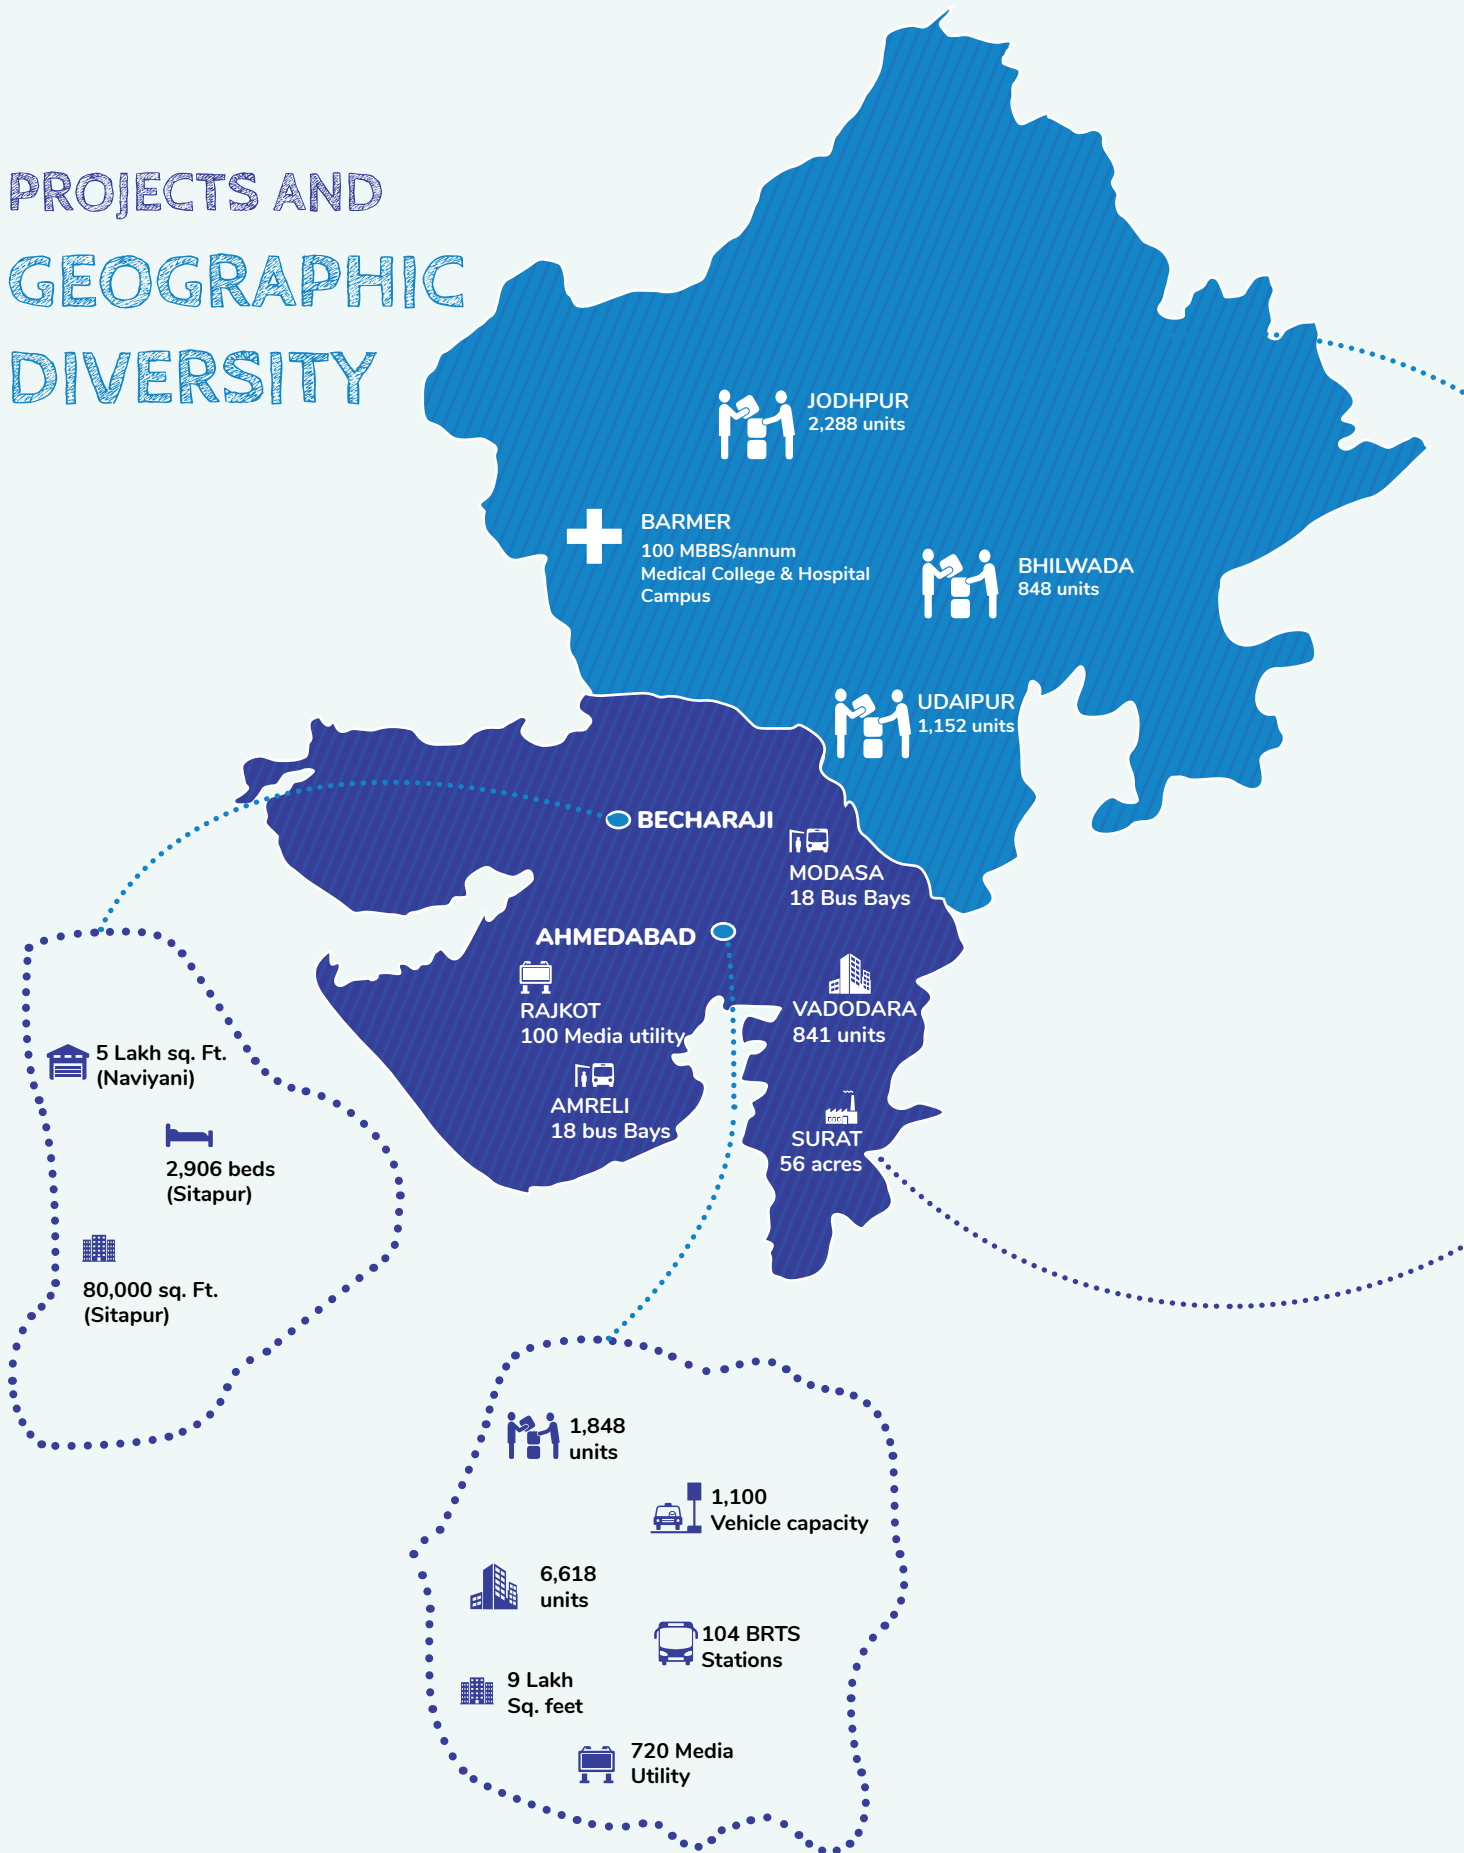 PROJECTS AND
GEOGRAPHIC
DIVERSITY
JODHPUR
2,288 units
BARMER
100 MBBS/annum
Medical College & Hospital
Campus
BHILWADA
848 units
UDAIPUR
1,152 units
BECHARAJI
MODASA
18 Bus Bays
AHMEDABAD
RAJKOT
100 Media utility
VADODARA
841 units
AMRELI
18 bus Bays
SURAT
56 acres
5 Lakh sq. Ft.
(Naviyani)
2,906 beds
(Sitapur)
80,000 sq. Ft.
(Sitapur)
1,848
units
1,100
Vehicle capacity
6,618
units
104 BRTS
Stations
9 Lakh
Sq. feet
720 Media
Utility